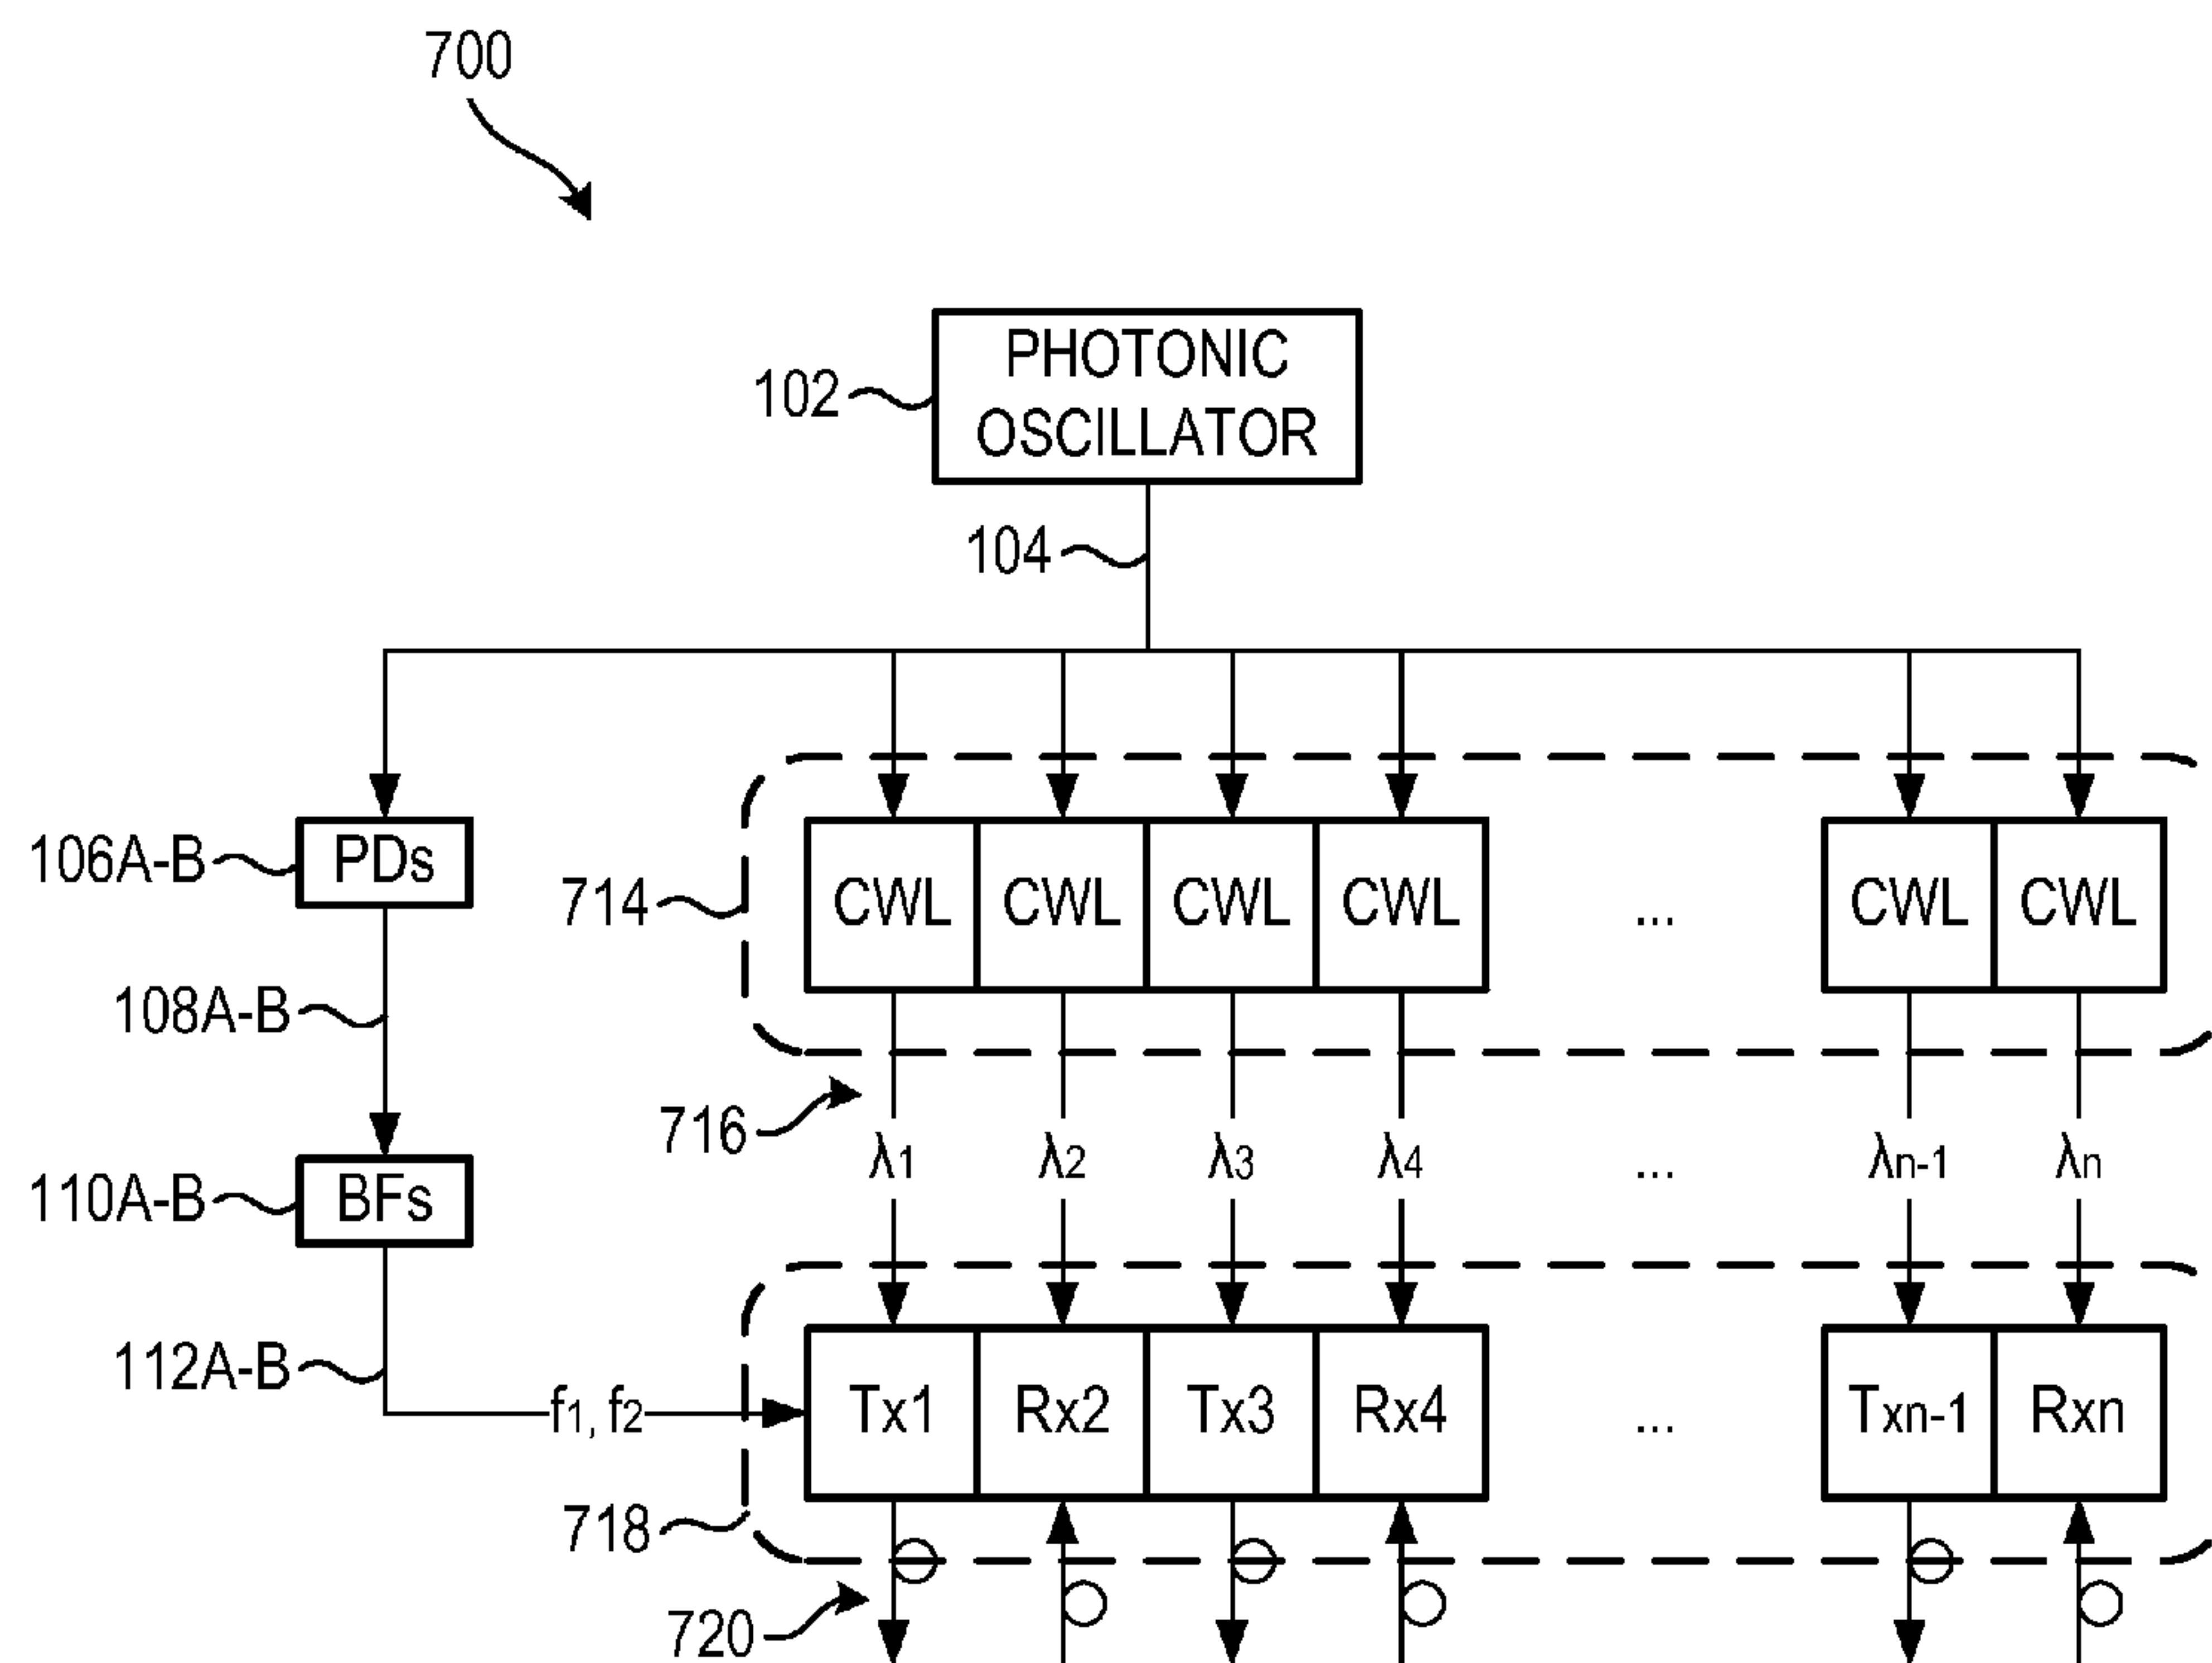 700
PHOTONIC
OSCILLATOR
102
104
106A-B
PDs
714
CWL CWL CWL CWL ... CWL CWL
108A-B
716
λ1 λ2 λ3 λ4 ... λn-1 λn
110A-B
BFs
112A-B
f1, f2
Tx1 Rx2 Tx3 Rx4 ... Txn-1 Rxn
718
720